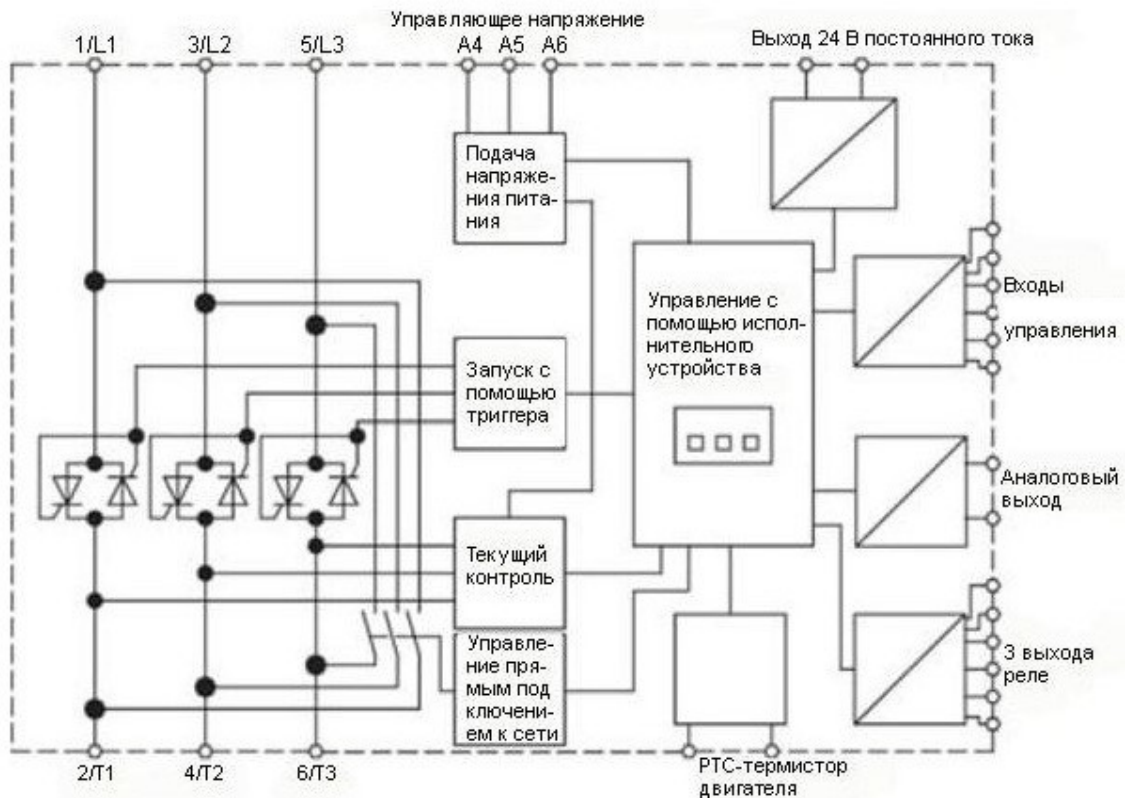 Управляющее напряжение
1/L1
3/L2
5/L3
A4
A5
A6
Выход 24 В постоянного тока
Подача
напряже-
ния пита-
ния
Управление с
помощью испол-
нительного
устройства
Входы
управления
Запуск с
помощью
триггера
Аналоговый
выход
Текущий
контроль
Управле-
ние пря-
мым под
ключени-
ем к сети
3 выхода
реле
2/T1
4/T2
6/T3
РТС-термистор
двигателя